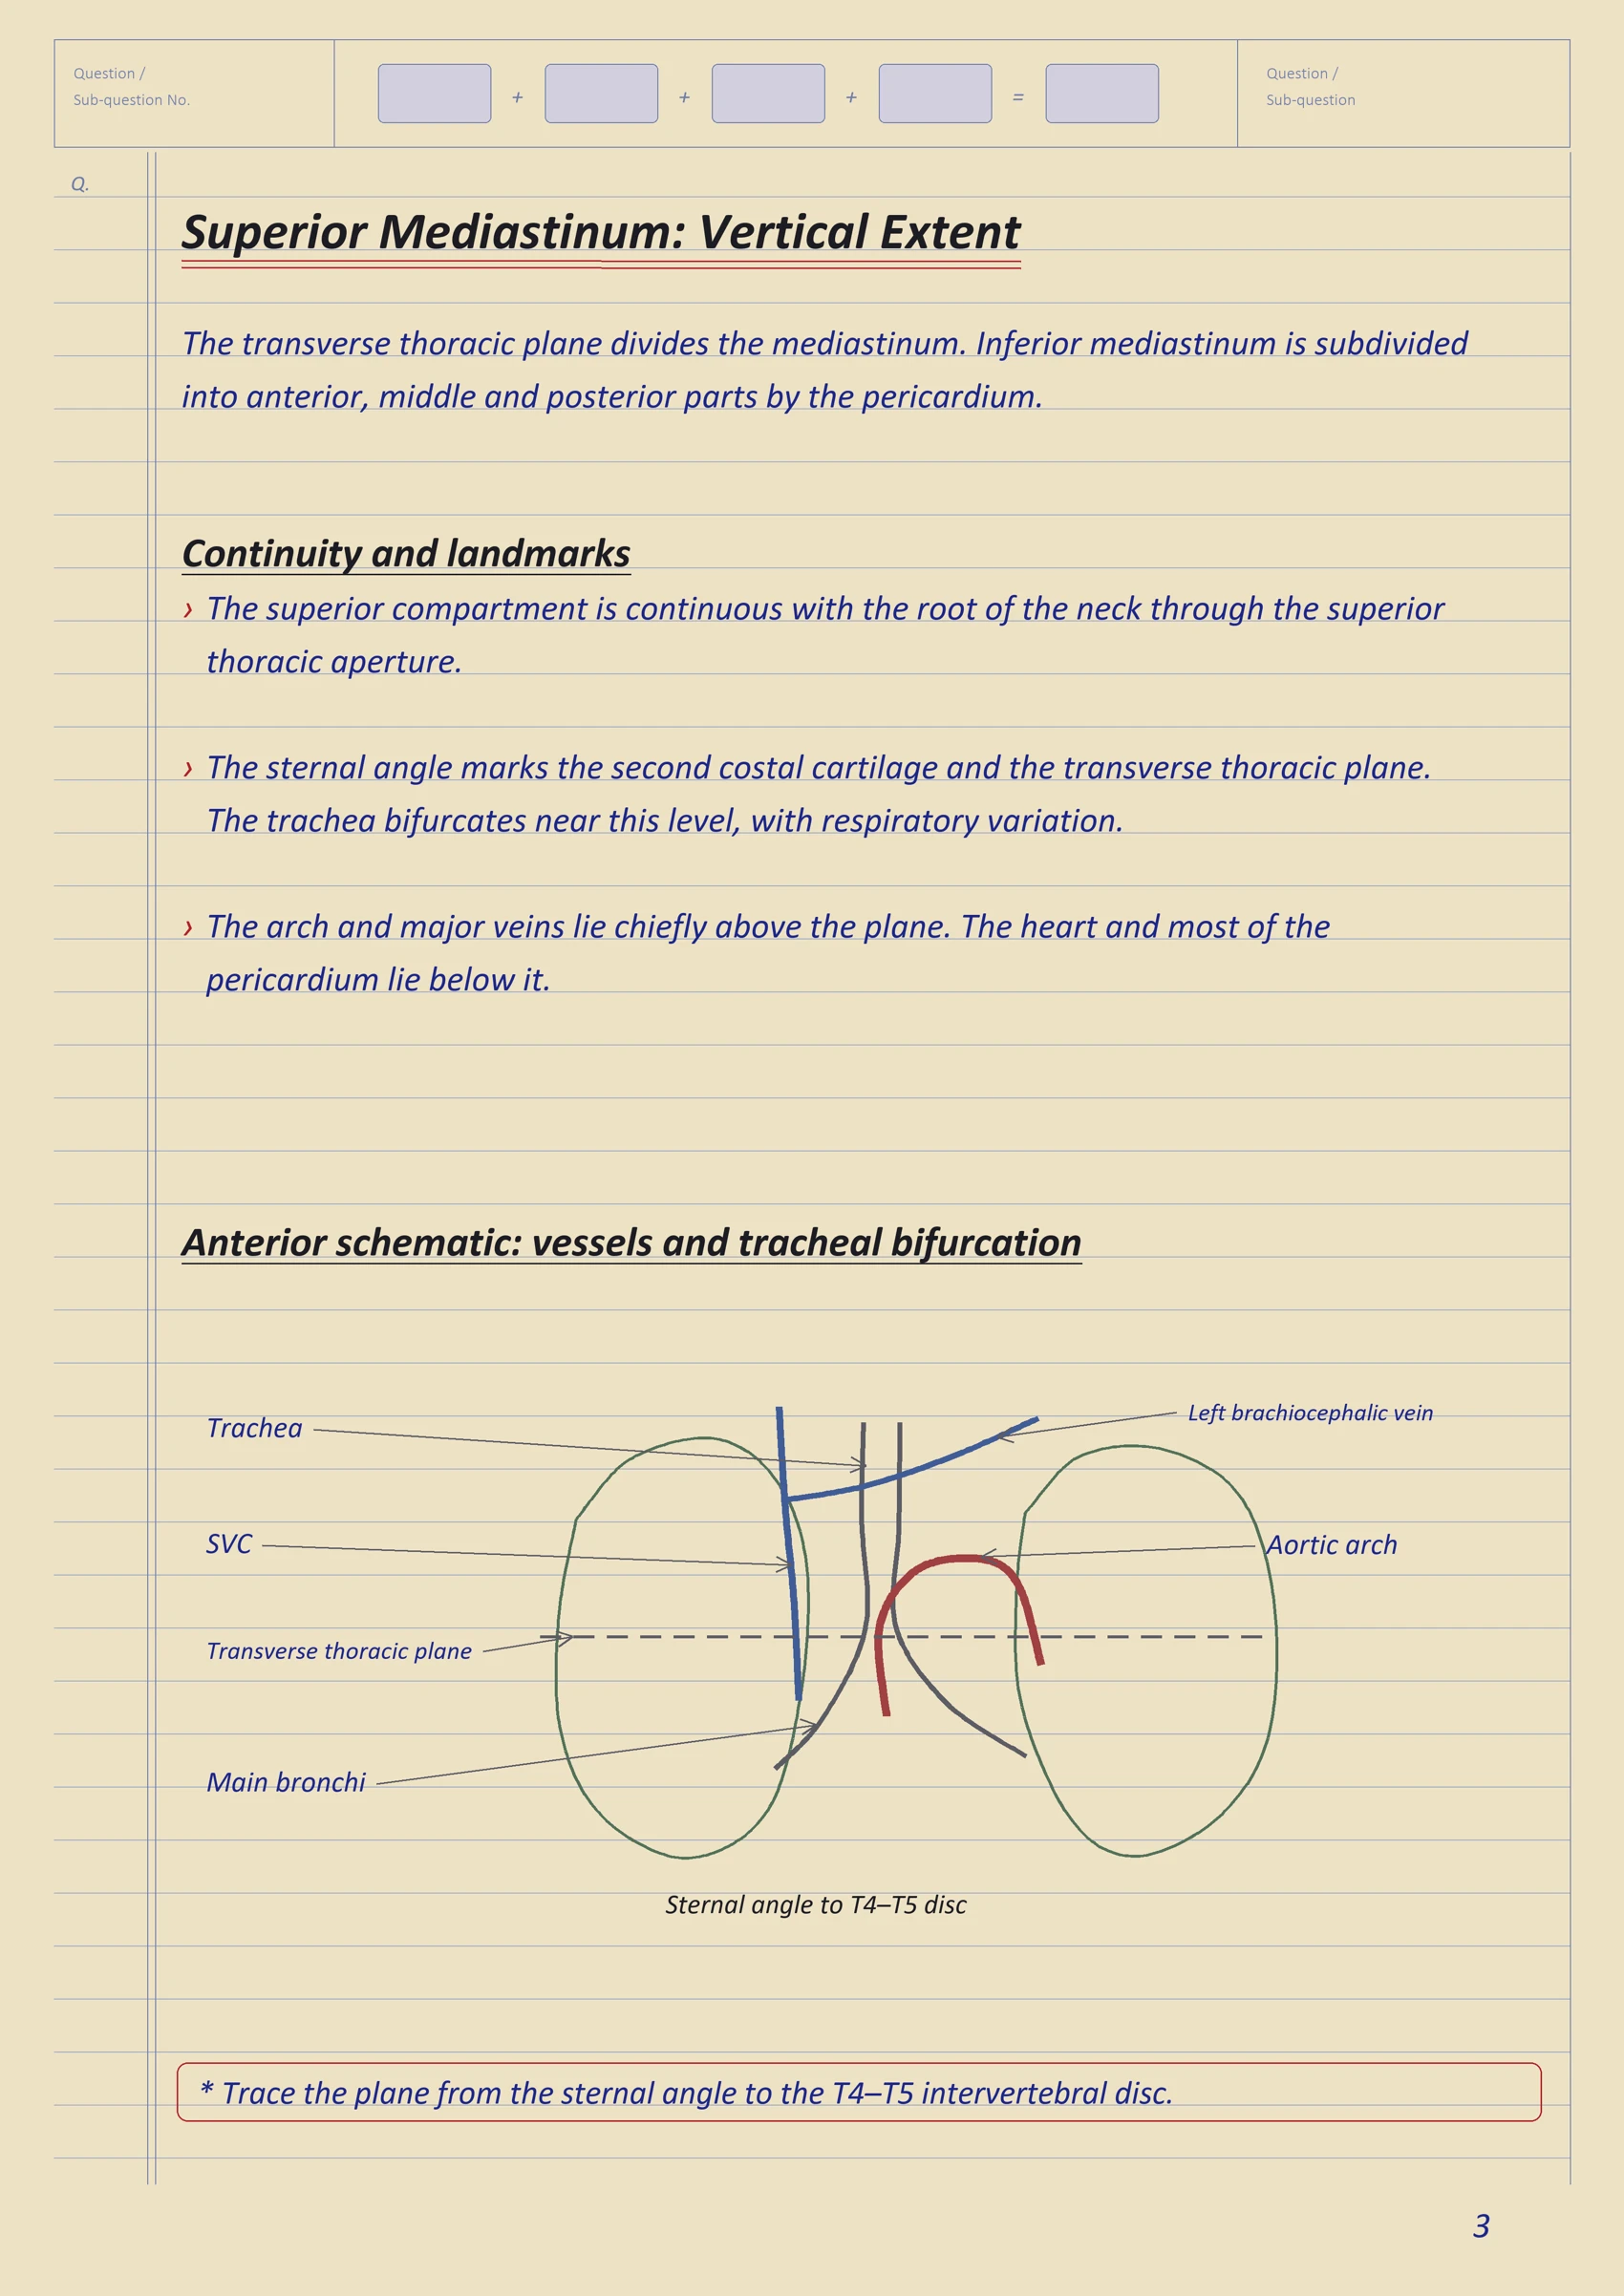 Question /
Sub-question No.
+ + + =
Question /
Sub-question
Q.
Superior Mediastinum: Vertical Extent
The transverse thoracic plane divides the mediastinum. Inferior mediastinum is subdivided
into anterior, middle and posterior parts by the pericardium.
Continuity and landmarks
› The superior compartment is continuous with the root of the neck through the superior
thoracic aperture.
› The sternal angle marks the second costal cartilage and the transverse thoracic plane.
The trachea bifurcates near this level, with respiratory variation.
› The arch and major veins lie chiefly above the plane. The heart and most of the
pericardium lie below it.
Anterior schematic: vessels and tracheal bifurcation
Left brachiocephalic vein
Trachea
SVC
Aortic arch
Transverse thoracic plane
Main bronchi
Sternal angle to T4–T5 disc
* Trace the plane from the sternal angle to the T4–T5 intervertebral disc.
3